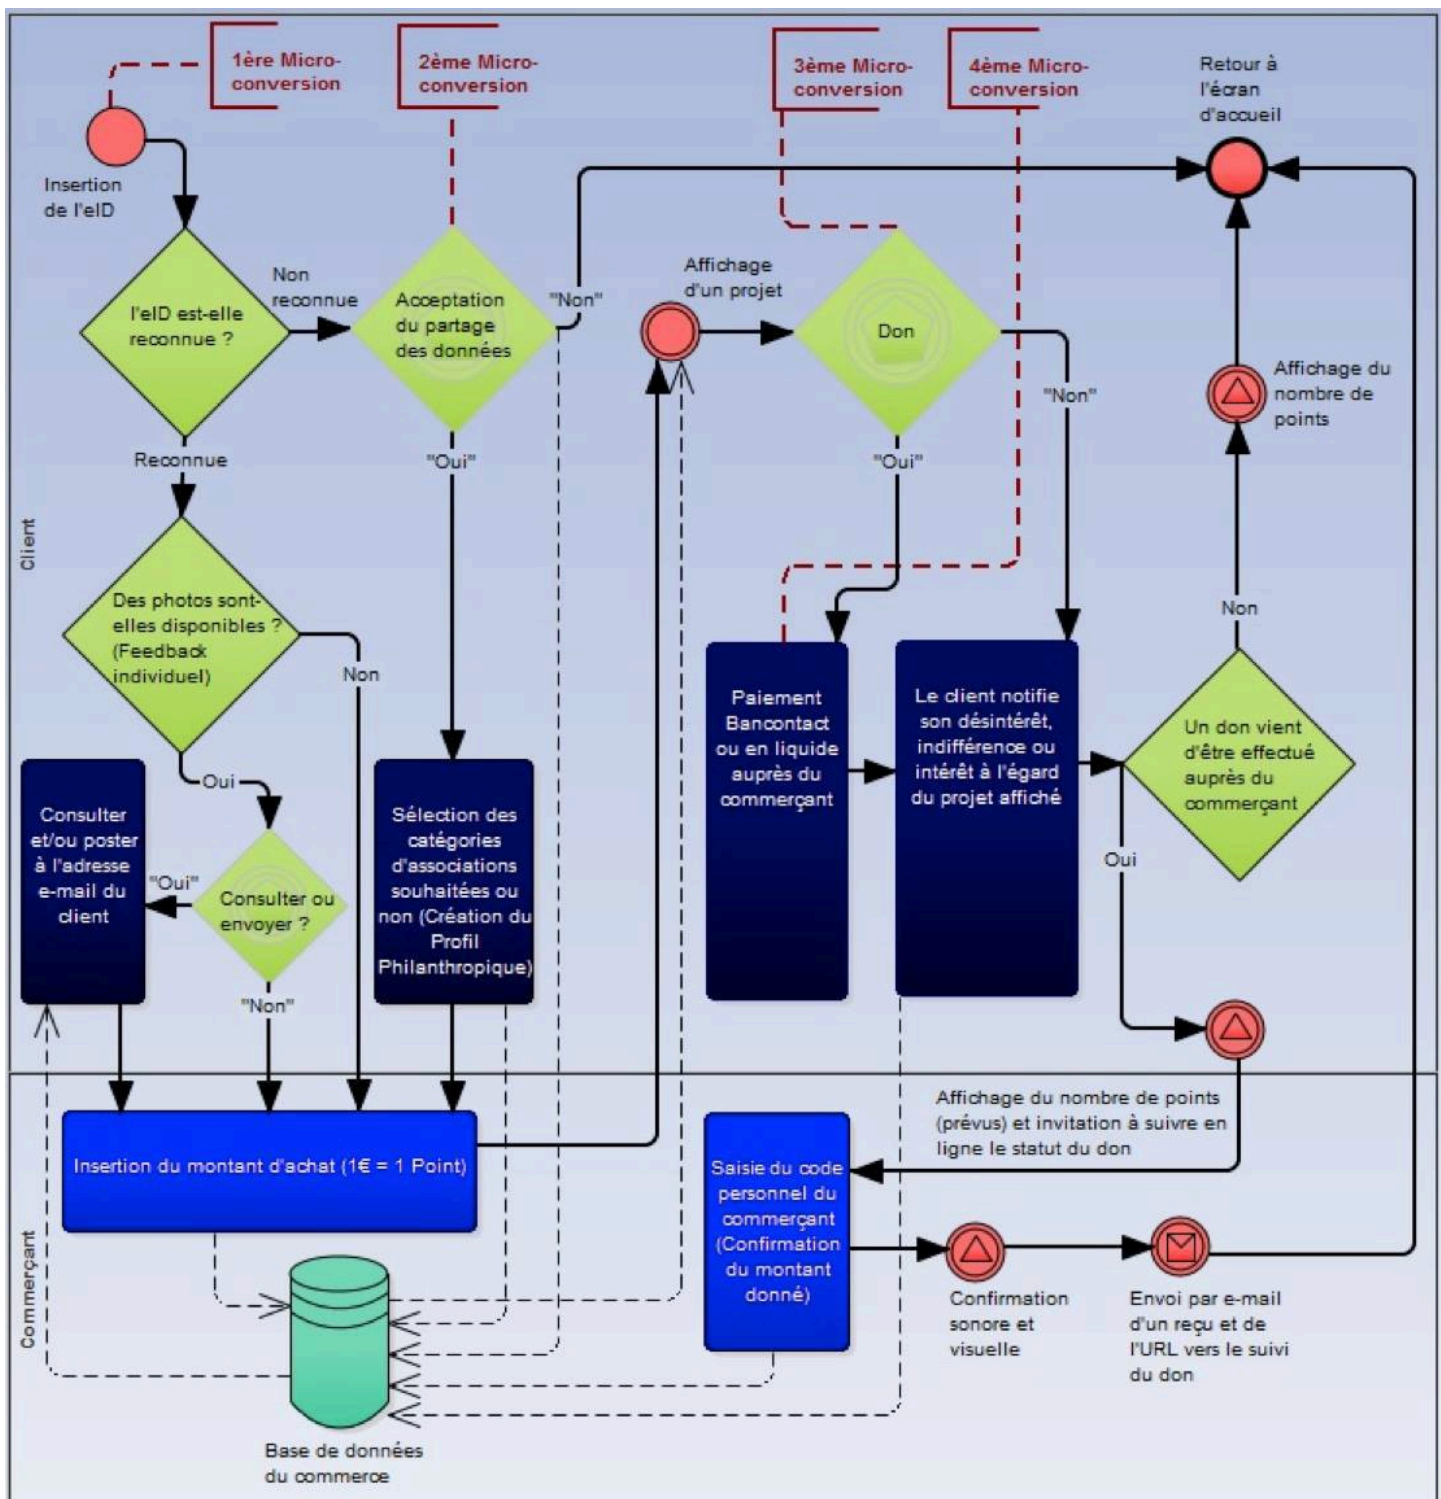 1ère Micro-
conversion
2ème Micro-
conversion
3ème Micro-
conversion
4ème Micro-
conversion
Retour à
l'écran
d'accueil
Insertion
de l'eID
l'eID est-elle
reconnue ?
Non
reconnue
Acceptation
du partage
des données
"Non"
Affichage
d'un projet
Don
"Non"
Affichage du
nombre de
points
Reconnue
"Oui"
"Oui"
Client
Des photos sont-
elles disponibles ?
(Feedback
individuel)
Non
Non
Oui
Consulter
et/ou poster
à l'adresse
e-mail du
client
"Oui"
Consulter ou
envoyer ?
"Non"
Sélection des
catégories
d'associations
souhaitées ou
non (Création du
Profil
Philanthropique)
Paiement
Bancontact
ou en liquide
auprès du
commerçant
Le client notifie
son désintérêt,
indifférence ou
intérêt à l'égard
du projet affiché
Un don vient
d'être effectué
auprès du
commerçant
Oui
Commerçant
Insertion du montant d'achat (1€ = 1 Point)
Affichage du nombre de points
(prévus) et invitation à suivre en
ligne le statut du don
Saisie du code
personnel du
commerçant
(Confirmation
du montant
donné)
Confirmation
sonore et
visuelle
Envoi par e-mail
d'un reçu et de
l'URL vers le suivi
du don
Base de données
du commerce